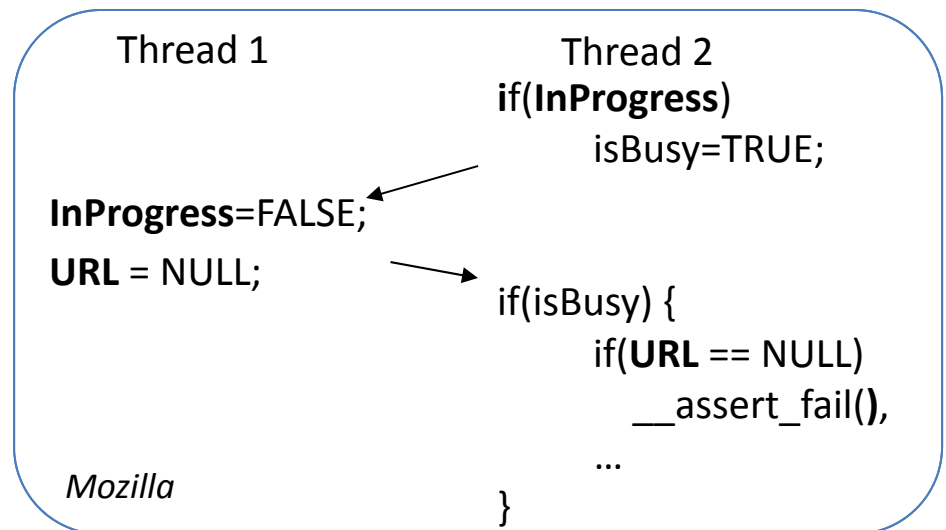 Thread 1
Thread 2
if(InProgress)
isBusy=TRUE;
InProgress=FALSE;
URL = NULL;
if(isBusy) {
if(URL == NULL)
__assert_fail(),
...
}
Mozilla